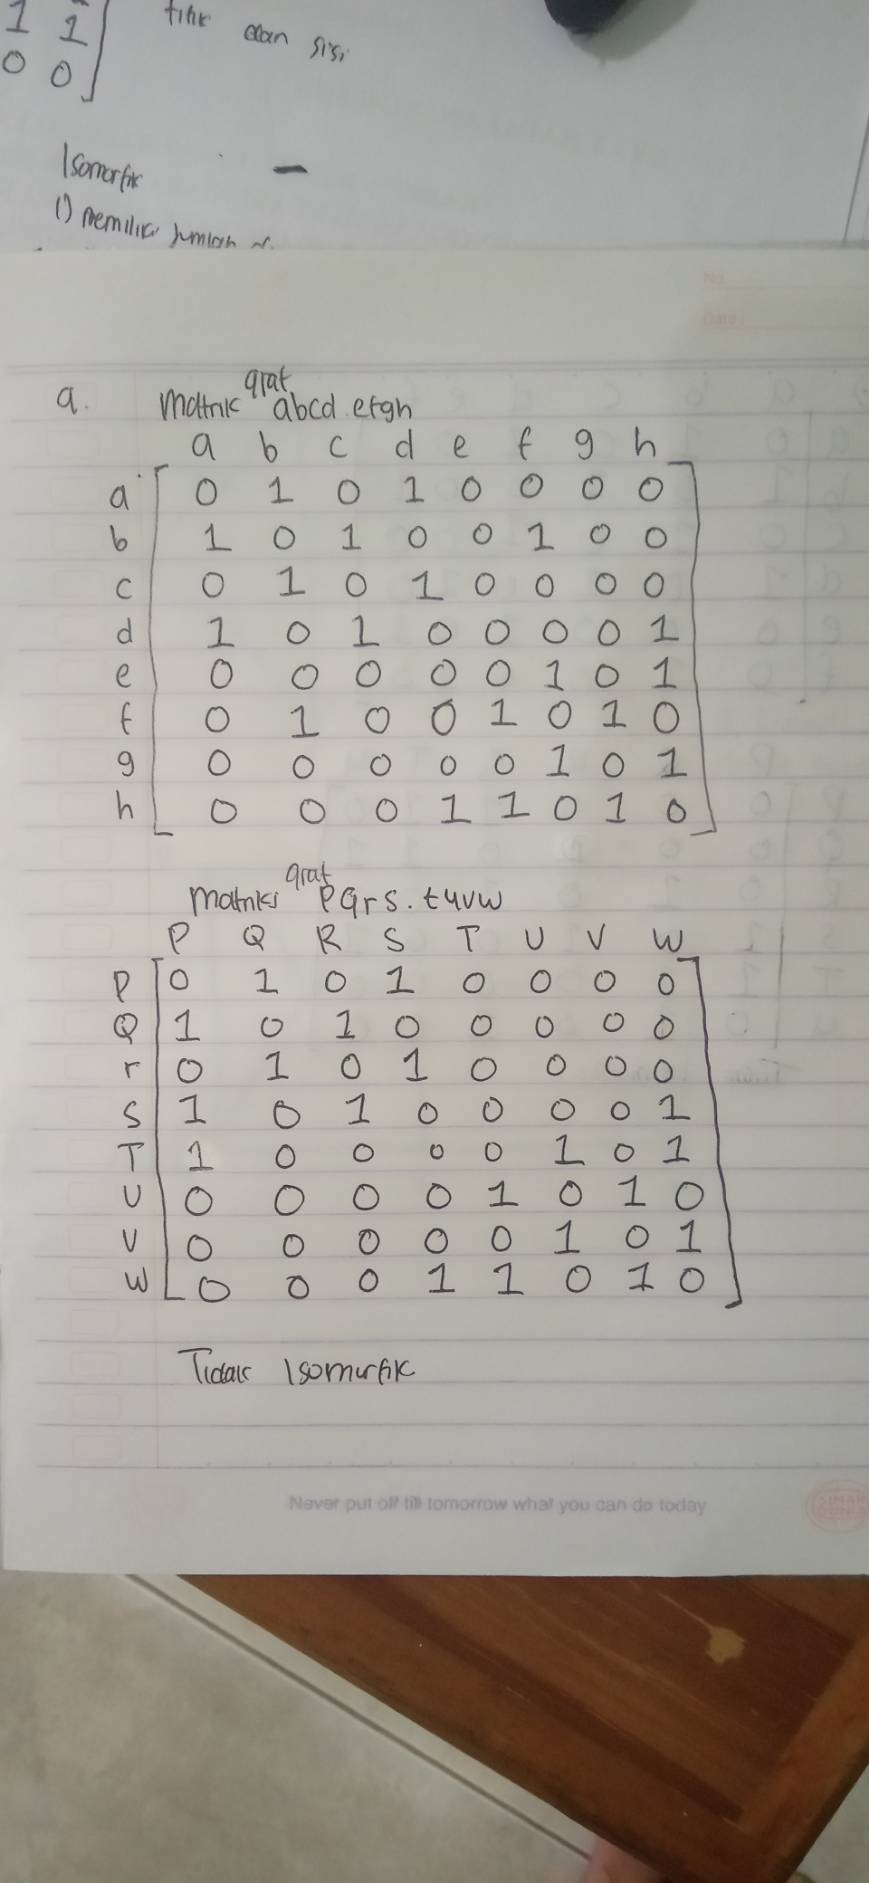 1 1
0 0
titik dan sisi
Isomorfik
1) memiliki jumlah
No
Date
a. Matrik graf abcd.efgh
a b c d e f g h
a 0 1 0 1 0 0 0 0
b 1 0 1 0 0 1 0 0
c 0 1 0 1 0 0 0 0
d 1 0 1 0 0 0 0 1
e 0 0 0 0 0 1 0 1
f 0 1 0 0 1 0 1 0
g 0 0 0 0 0 1 0 1
h 0 0 0 1 1 0 1 0
Matriks graf PQrs.tuvw
P Q R S T U V W
P 0 1 0 1 0 0 0 0
Q 1 0 1 0 0 0 0 0
r 0 1 0 1 0 0 0 0
S 1 0 1 0 0 0 0 1
T 1 0 0 0 0 1 0 1
U 0 0 0 0 1 0 1 0
V 0 0 0 0 0 1 0 1
W 0 0 0 1 1 0 1 0
Tidak Isomorfik
Never put off till tomorrow what you can do today